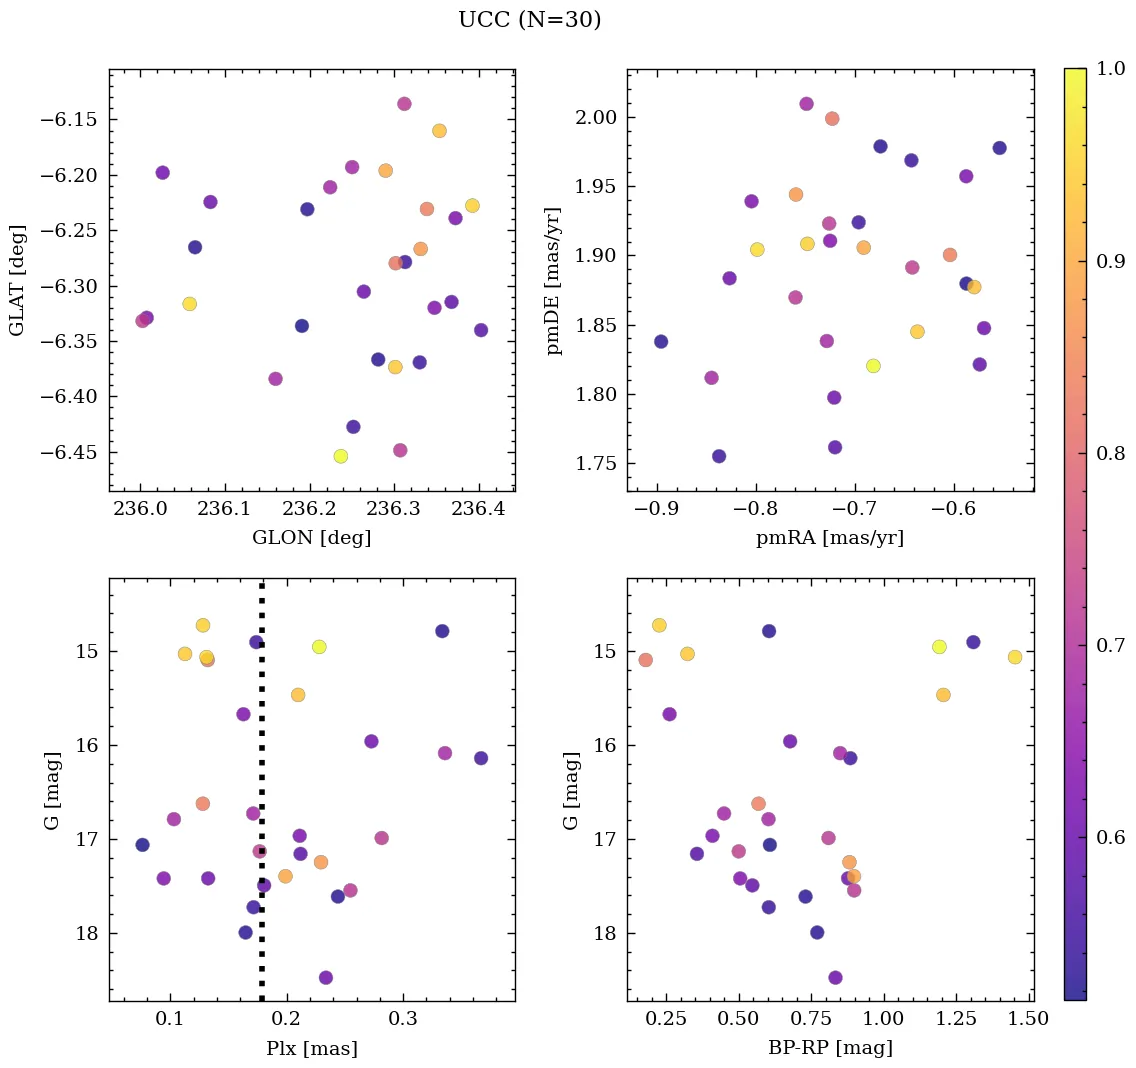 UCC (N=30)
−6.15
−6.20
−6.25
−6.30
−6.35
−6.40
−6.45
GLAT [deg]
236.0 236.1 236.2 236.3 236.4
GLON [deg]
2.00
1.95
1.90
1.85
1.80
1.75
pmDE [mas/yr]
−0.9 −0.8 −0.7 −0.6
pmRA [mas/yr]
15
16
17
18
G [mag]
0.1 0.2 0.3
Plx [mas]
15
16
17
18
G [mag]
0.25 0.50 0.75 1.00 1.25 1.50
BP-RP [mag]
1.0
0.9
0.8
0.7
0.6